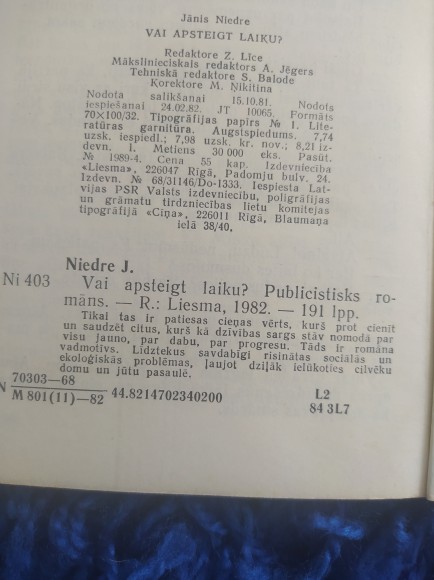 Jānis Niedre
VAI APSTEIGT LAIKU?
Redaktore Z. Līce
Mākslinieciskais redaktors A. Jēgers
Tehniskā redaktore S. Balode
Korektore M. Ņikitina
Nodota salikšanai 15.10.81. Nodots
iespiešanai 24.02.82. JT 10065. Formāts
70×100/32. Tipogrāfijas papīrs № 1. Lite-
ratūras garnitūra. Augstspiedums. 7,74
uzsk. iespiedl.; 7,98 uzsk. kr. nov.; 8,21 iz-
devn. l. Metiens 30 000 eks. Pasūt.
№ 1989-4. Cena 55 kap. Izdevniecība
«Liesma», 226047 Rīgā, Padomju bulv. 24.
Izdevn. № 68/31146/Do-1333. Iespiesta Lat-
vijas PSR Valsts izdevniecību, poligrāfijas
un grāmatu tirdzniecības lietu komitejas
tipogrāfijā «Cīņa», 226011 Rīgā, Blaumaņa
ielā 38/40.
Niedre J.
Ni 403 Vai apsteigt laiku? Publicistisks ro-
māns. — R.: Liesma, 1982. — 191 lpp.
Tikai tas ir patiesas cieņas vērts, kurš prot cienīt
un saudzēt citus, kurš kā dzīvības sargs stāv nomodā par
visu jauno, par dabu, par progresu. Tāds ir romāna
vadmotīvs. Līdztekus savdabīgi risinātas sociālās un
ekoloģiskās problēmas, ļaujot dziļāk ielūkoties cilvēku
domu un jūtu pasaulē.
N 70303—68
M 801(11)—82 44.8214702340200 L2
84 3L7